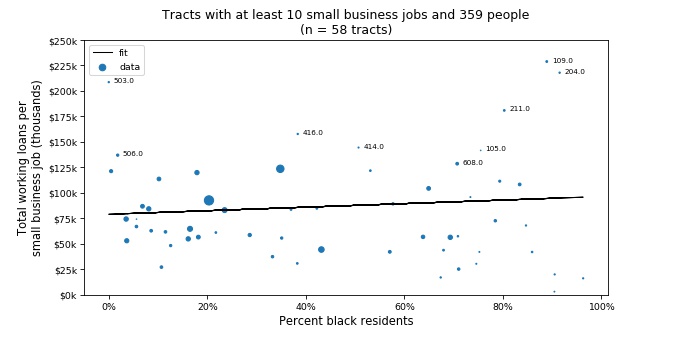 Tracts with at least 10 small business jobs and 359 people
(n = 58 tracts)
Total working loans per
small business job (thousands)
$250k
$225k
$200k
$175k
$150k
$125k
$100k
$75k
$50k
$25k
$0k
fit
data
503.0
506.0
416.0
414.0
109.0
204.0
211.0
105.0
608.0
0%
20%
40%
60%
80%
100%
Percent black residents